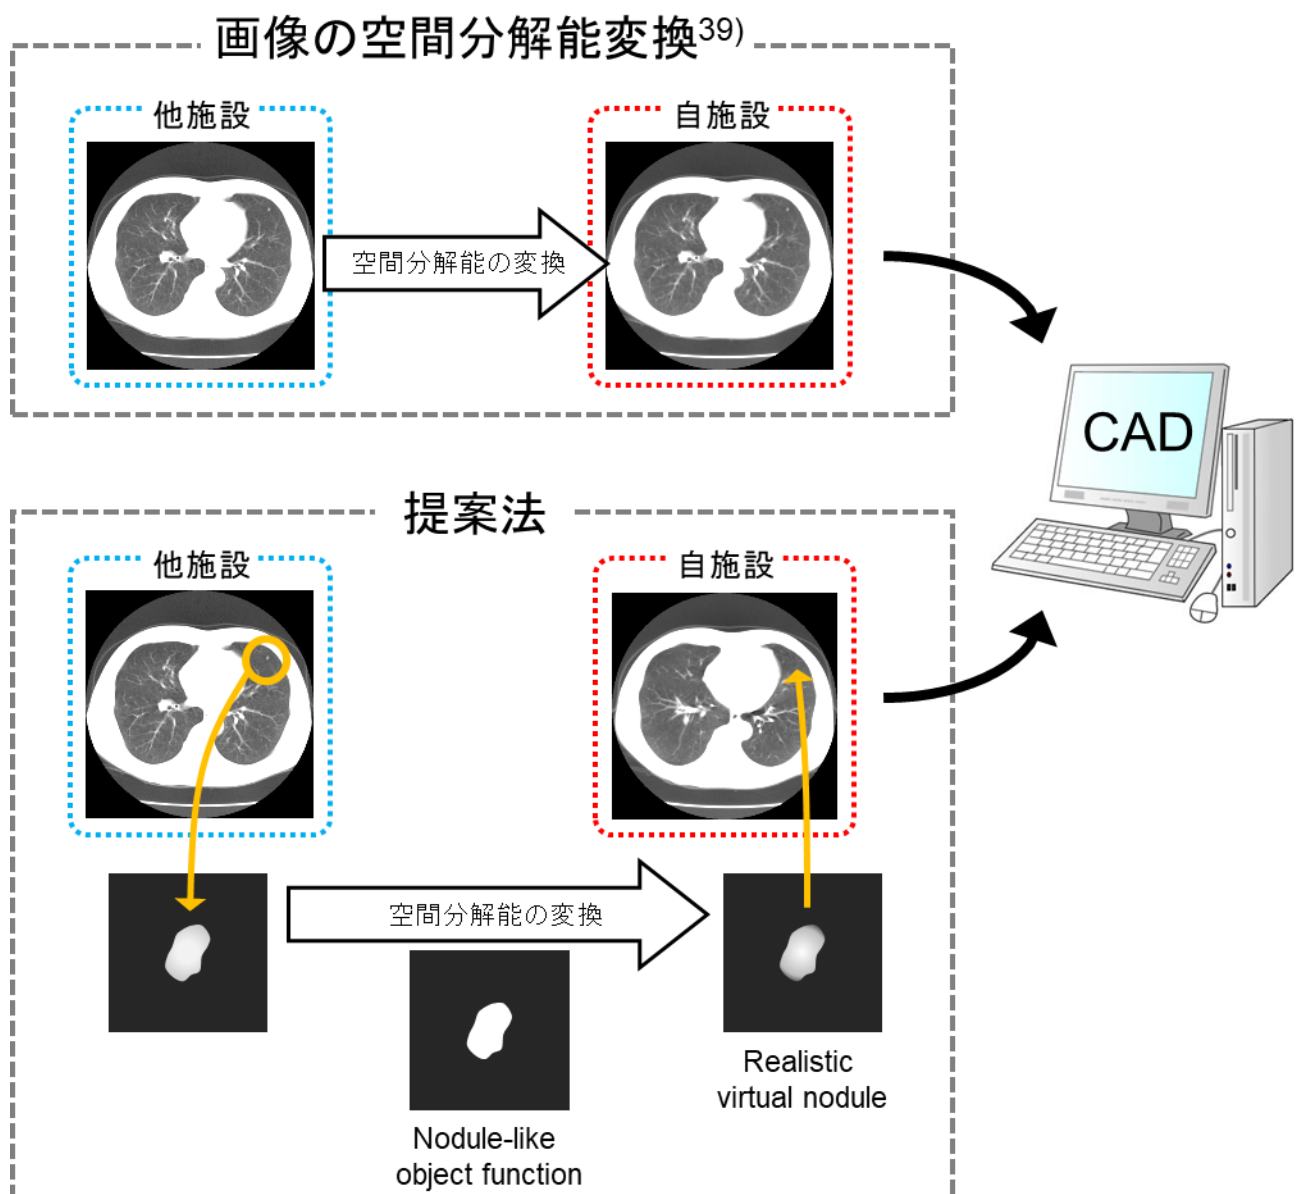 画像の空間分解能変換39)
他施設
自施設
空間分解能の変換
CAD
提案法
他施設
自施設
空間分解能の変換
Realistic
virtual nodule
Nodule-like
object function